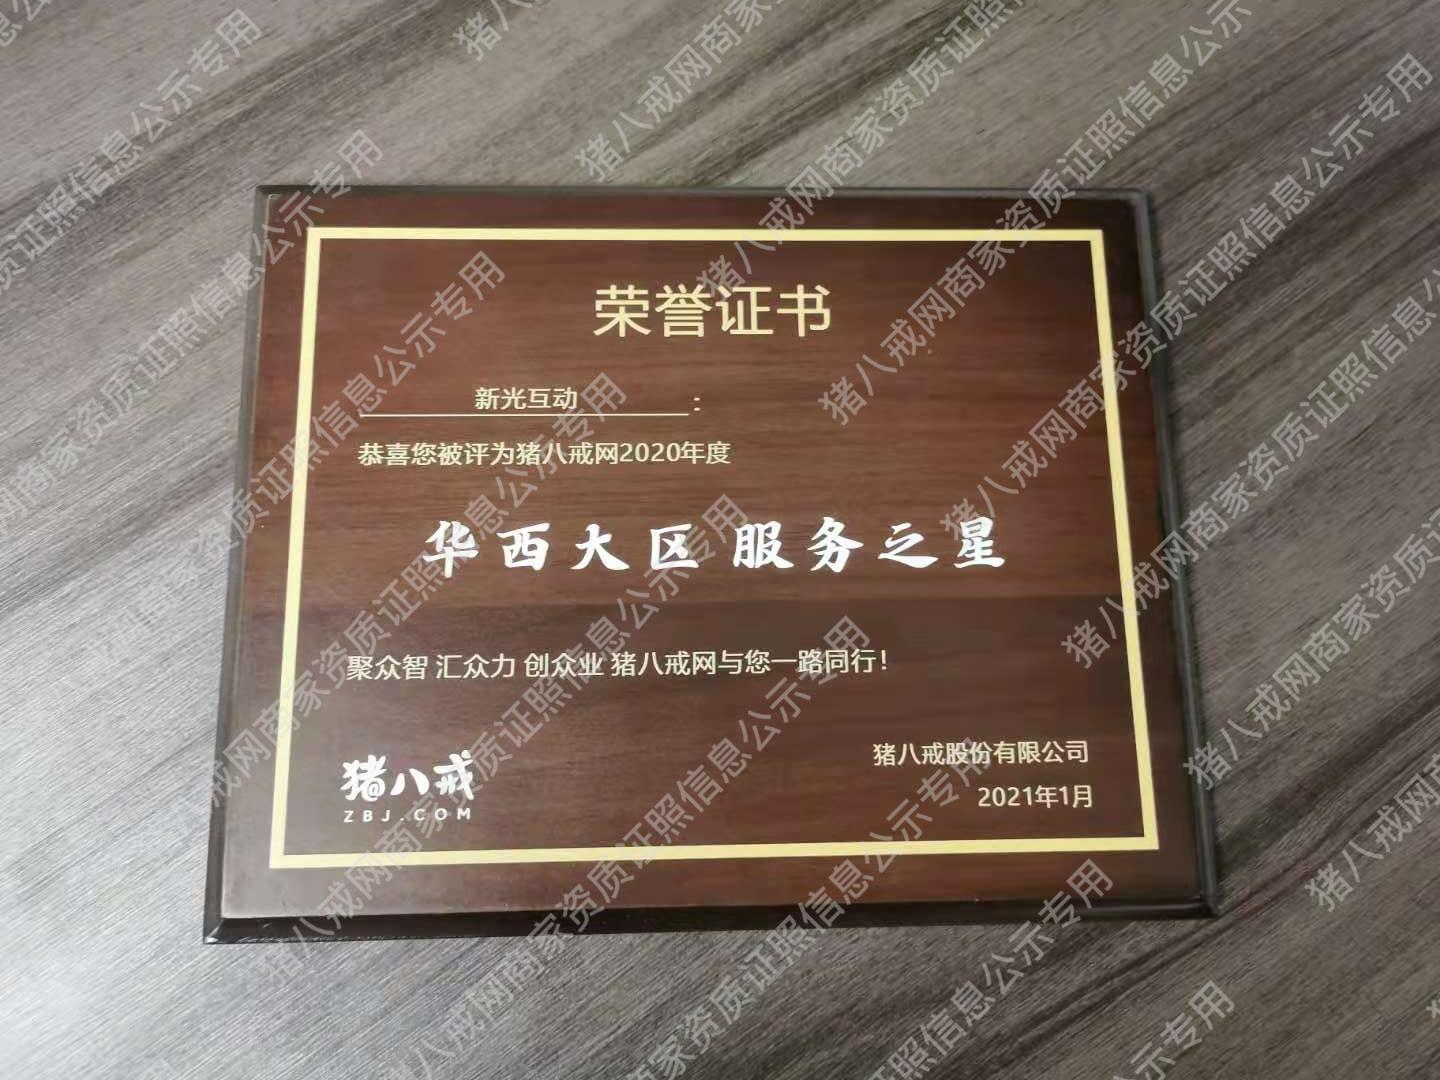 荣誉证书
新光互动:
恭喜您被评为猪八戒网2020年度
华西大区 服务之星
聚众智 汇众力 创众业 猪八戒网与您一路同行!
猪八戒股份有限公司
2021年1月
猪八戒
ZBJ.COM
猪八戒网商家资质证照信息公示专用